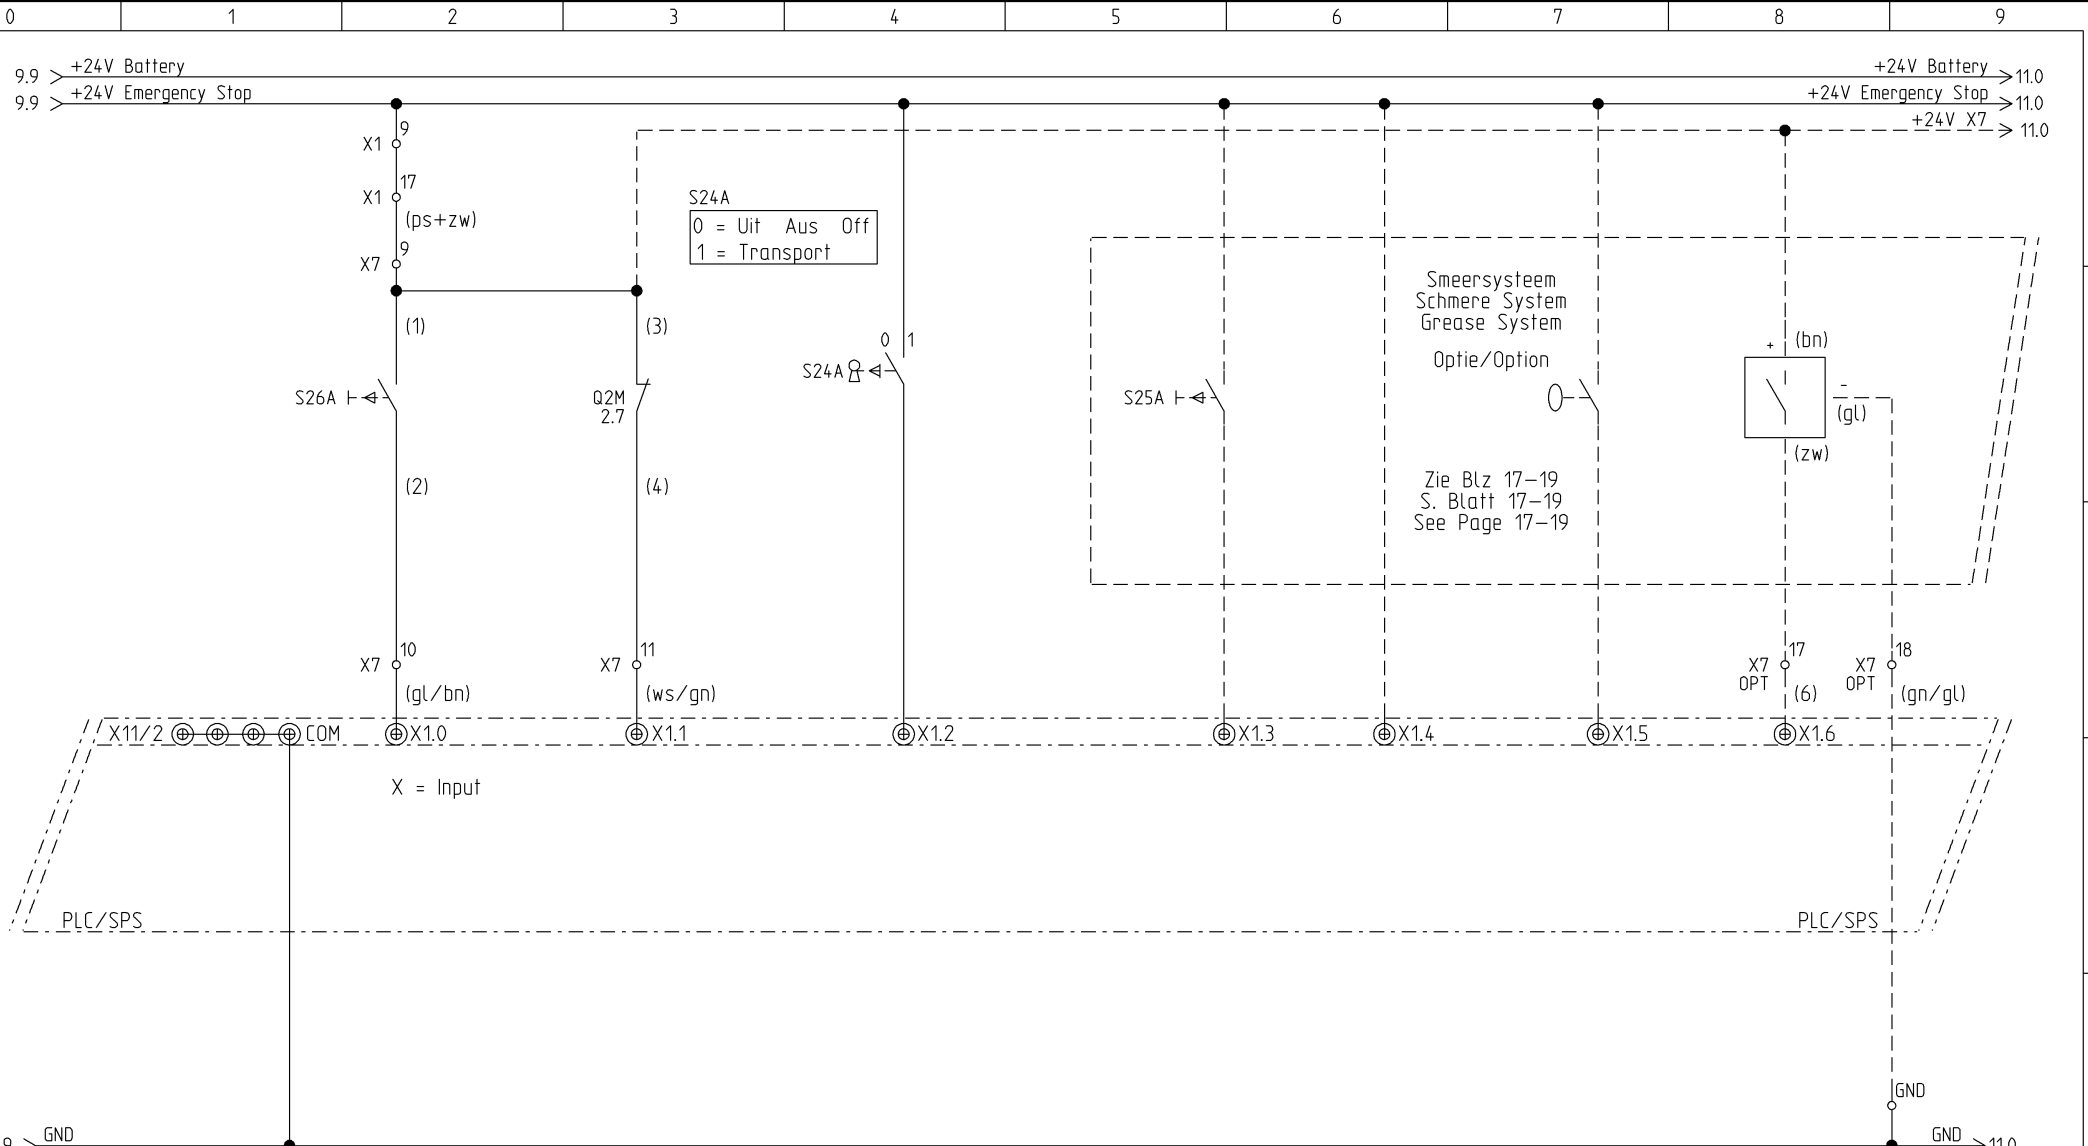 0 1 2 3 4 5 6 7 8 9
9.9 +24V Battery +24V Battery 11.0
9.9 +24V Emergency Stop +24V Emergency Stop 11.0
+24V X7 11.0
9
X1
17
X1
(ps+zw)
9
X7
S24A
0 = Uit Aus Off
1 = Transport
Smeersysteem
Schmere System
Grease System
Optie/Option
(1) (3)
0 1
S24A
+ (bn)
S26A
Q2M
2.7
S25A
-
(gl)
(zw)
(2) (4)
Zie Blz 17-19
S. Blatt 17-19
See Page 17-19
10 11 17 18
X7 X7 X7 X7
OPT OPT
(gl/bn) (ws/gn) (6) (gn/gl)
X11/2 COM X1.0 X1.1 X1.2 X1.3 X1.4 X1.5 X1.6
X = Input
PLC/SPS PLC/SPS
GND
GND GND 11.0